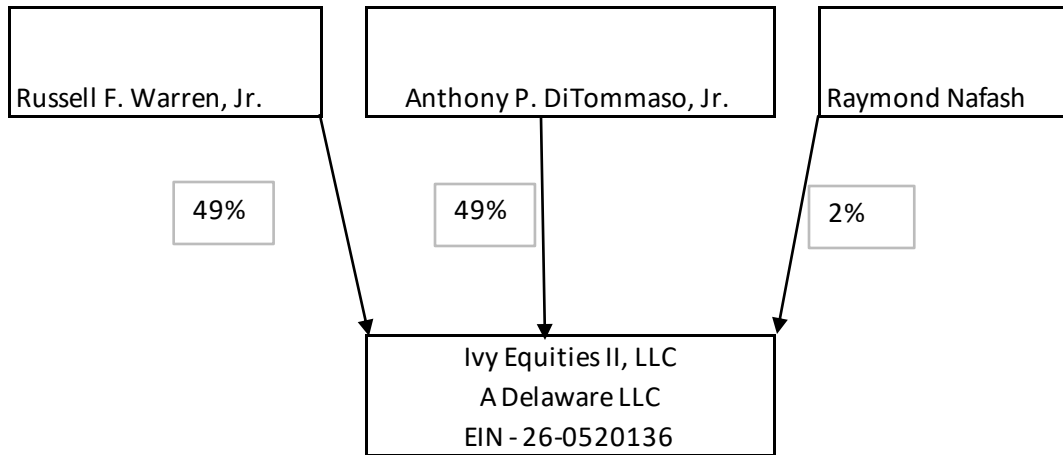 Russell F. Warren, Jr.
Anthony P. DiTommaso, Jr.
Raymond Nafash
49%
49%
2%
Ivy Equities II, LLC
A Delaware LLC
EIN - 26-0520136